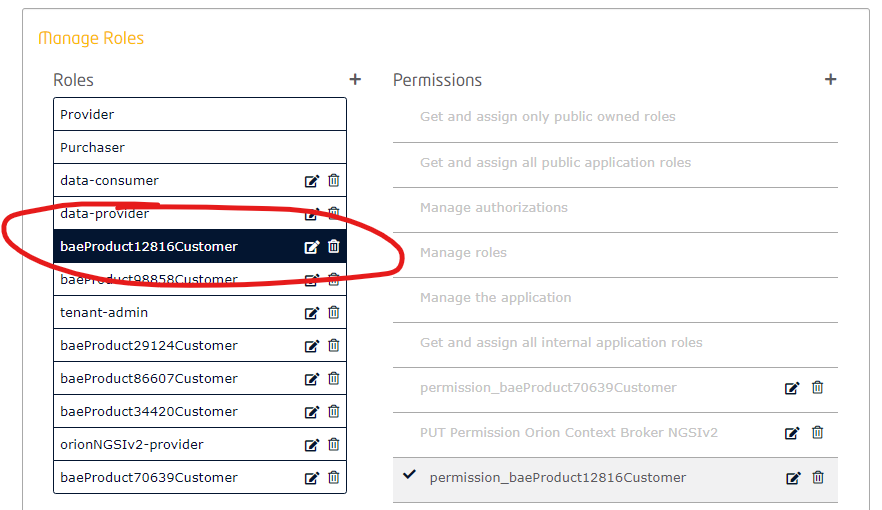 Manage Roles
Roles
Provider
Purchaser
data-consumer
data-provider
baeProduct12816Customer
baeProduct98858Customer
tenant-admin
baeProduct29124Customer
baeProduct86607Customer
baeProduct34420Customer
orionNGSIv2-provider
baeProduct70639Customer
Permissions
Get and assign only public owned roles
Get and assign all public application roles
Manage authorizations
Manage roles
Manage the application
Get and assign all internal application roles
permission_baeProduct70639Customer
PUT Permission Orion Context Broker NGSIv2
permission_baeProduct12816Customer